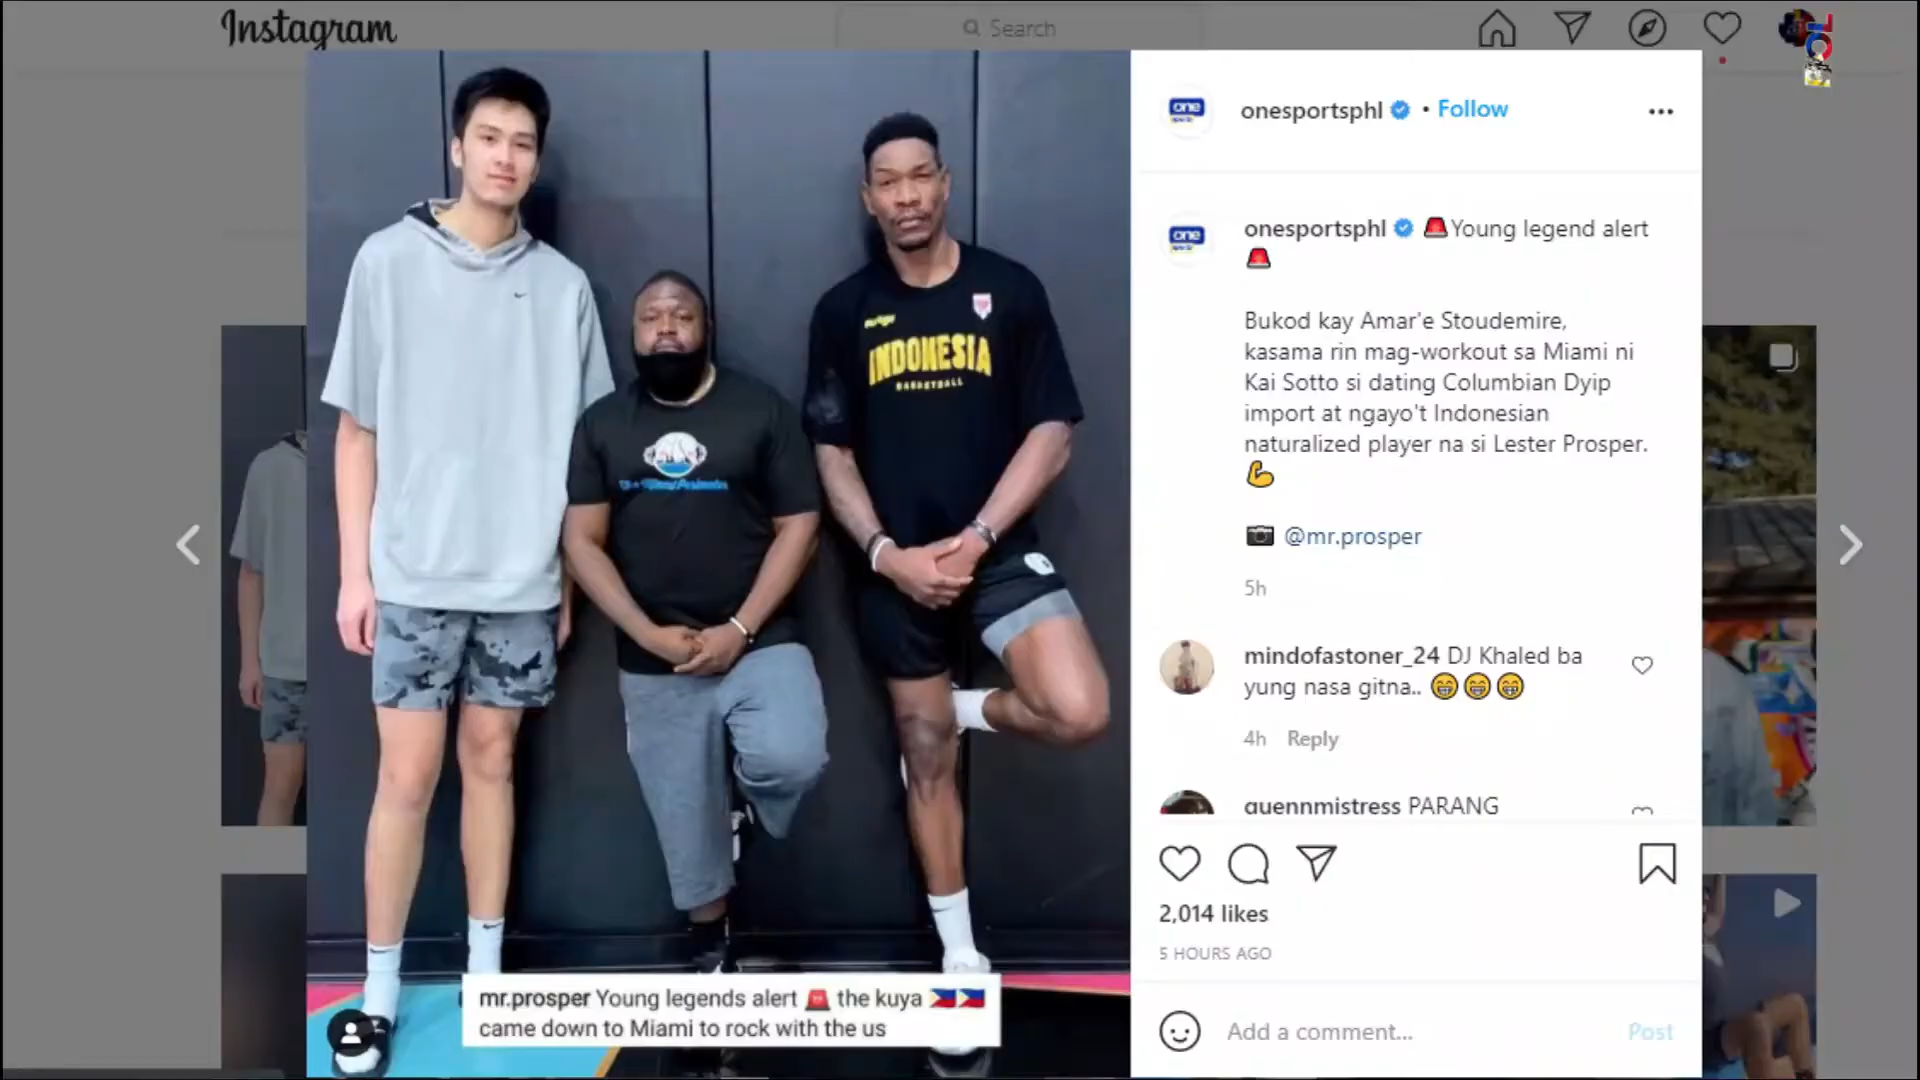 Instagram
Search
onesportsphl • Follow
onesportsphl 🚨Young legend alert
🚨
Bukod kay Amar'e Stoudemire,
kasama rin mag-workout sa Miami ni
Kai Sotto si dating Columbian Dyip
import at ngayo't Indonesian
naturalized player na si Lester Prosper.
💪
📷 @mr.prosper
5h
mindofastoner_24 DJ Khaled ba
yung nasa gitna.. 😁😁😁
4h Reply
quennmistress PARANG
2,014 likes
5 HOURS AGO
Add a comment...
Post
one
one
INDONESIA
BASKETBALL
mr.prosper Young legends alert 🚨 the kuya 🇵🇭🇵🇭
came down to Miami to rock with the us